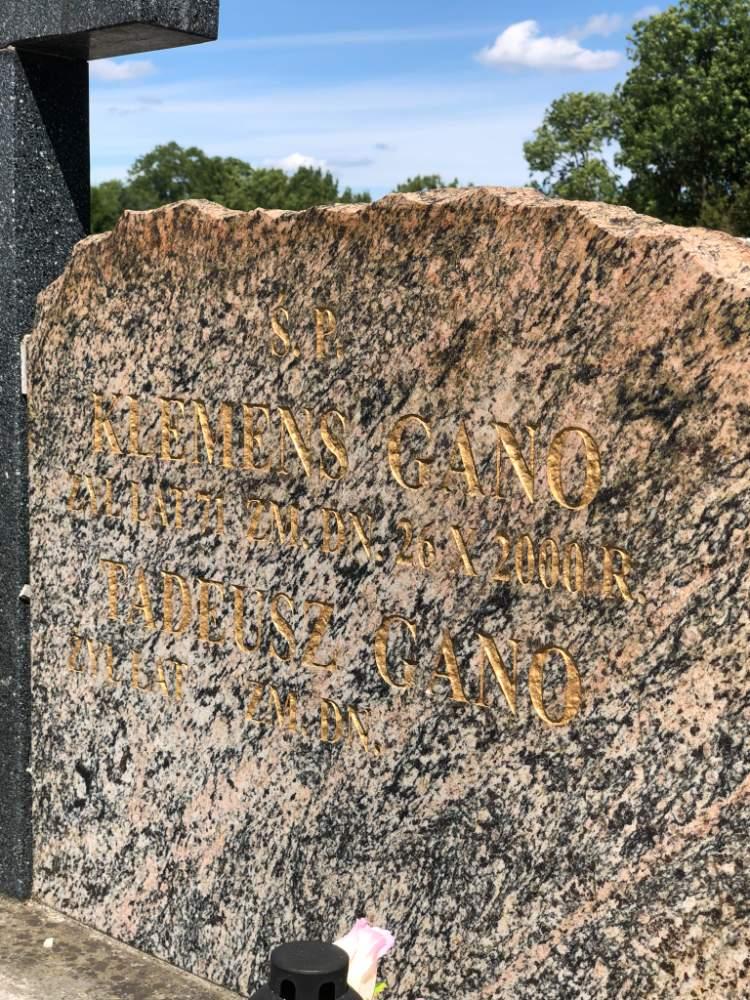 Ś. P.
KLEMENS GANO
ŻYŁ LAT 71 ZM. DN. 26 X 2000 R.
TADEUSZ GANO
ŻYŁ LAT ZM. DN.